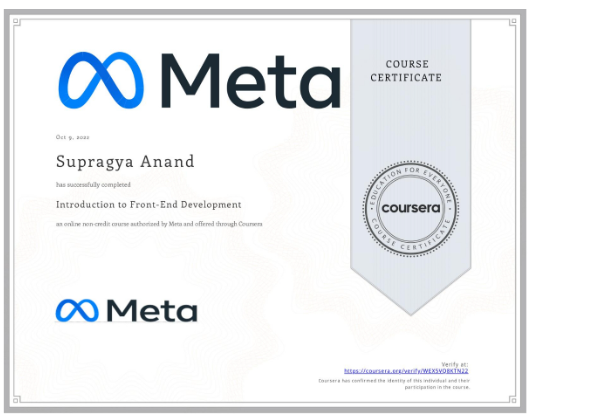 Meta
COURSE
CERTIFICATE
Oct 9, 2022
Supragya Anand
has successfully completed
Introduction to Front-End Development
an online non-credit course authorized by Meta and offered through Coursera
EDUCATION FOR EVERYONE
coursera
COURSE CERTIFICATE
Meta
Verify at:
https://coursera.org/verify/WEXSVQ8KTN2Z
Coursera has confirmed the identity of this individual and their
participation in the course.